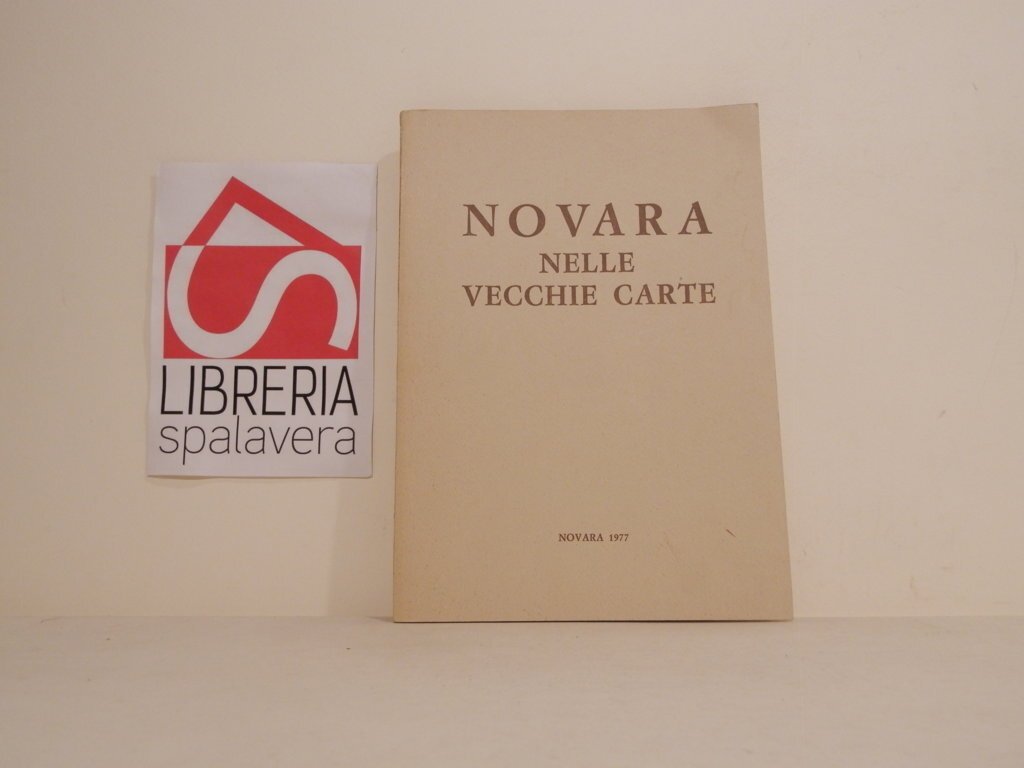 LIBRERIA
spalavera
NOVARA
NELLE
VECCHIE CARTE
NOVARA 1977